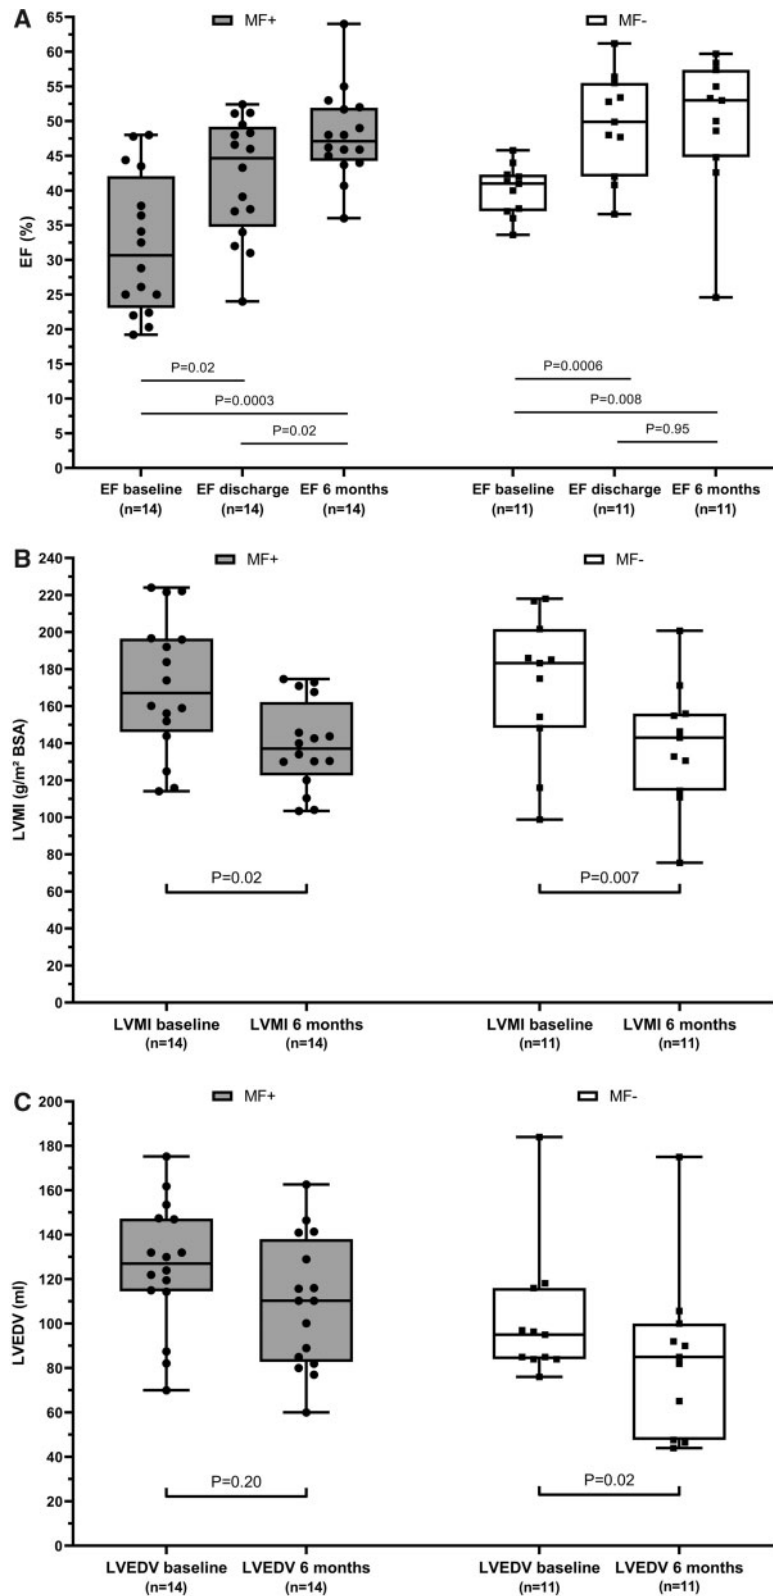 A
MF+
MF-
65
60
55
50
45
40
35
30
25
20
15
10
5
0
EF (%)
P=0.02
P=0.0003
P=0.02
P=0.0006
P=0.008
P=0.95
EF baseline EF discharge EF 6 months EF baseline EF discharge EF 6 months
(n=14) (n=14) (n=14) (n=11) (n=11) (n=11)
B
MF+
MF-
240
220
200
180
160
140
120
100
80
60
40
20
0
LVMI (g/m² BSA)
P=0.02
P=0.007
LVMI baseline LVMI 6 months LVMI baseline LVMI 6 months
(n=14) (n=14) (n=11) (n=11)
C
MF+
MF-
200
180
160
140
120
100
80
60
40
20
0
LVEDV (ml)
P=0.20
P=0.02
LVEDV baseline LVEDV 6 months LVEDV baseline LVEDV 6 months
(n=14) (n=14) (n=11) (n=11)